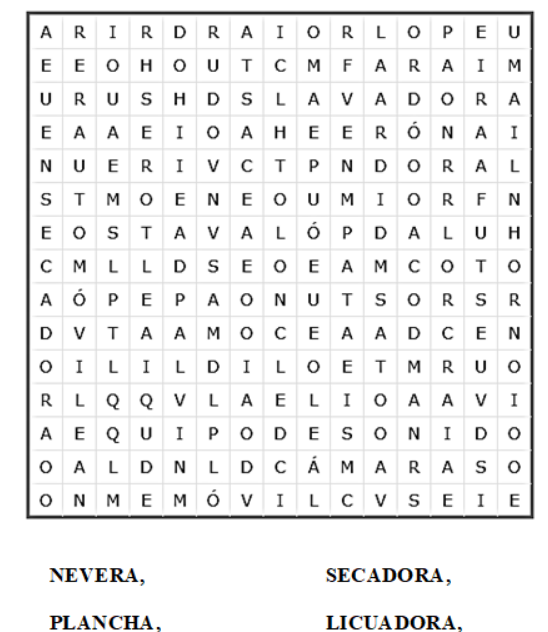 A R I R D R A I O R L O P E U
E E O H O U T C M F A R A I M
U R U S H D S L A V A D O R A
E A A E I O A H E E R Ó N A I
N U E R I V C T P N D O R A L
S T M O E N E O U M I O R F N
E O S T A V A L Ó P D A L U H
C M L L D S E O E A M C O T O
A Ó P E P A O N U T S O R S R
D V T A A M O C E A A D C E N
O I L I L D I L O E T M R U O
R L Q Q V L A E L I O A A V I
A E Q U I P O D E S O N I D O
O A L D N L D C Á M A R A S O
O N M E M Ó V I L C V S E I E
NEVERA, SECADORA,
PLANCHA, LICUADORA,